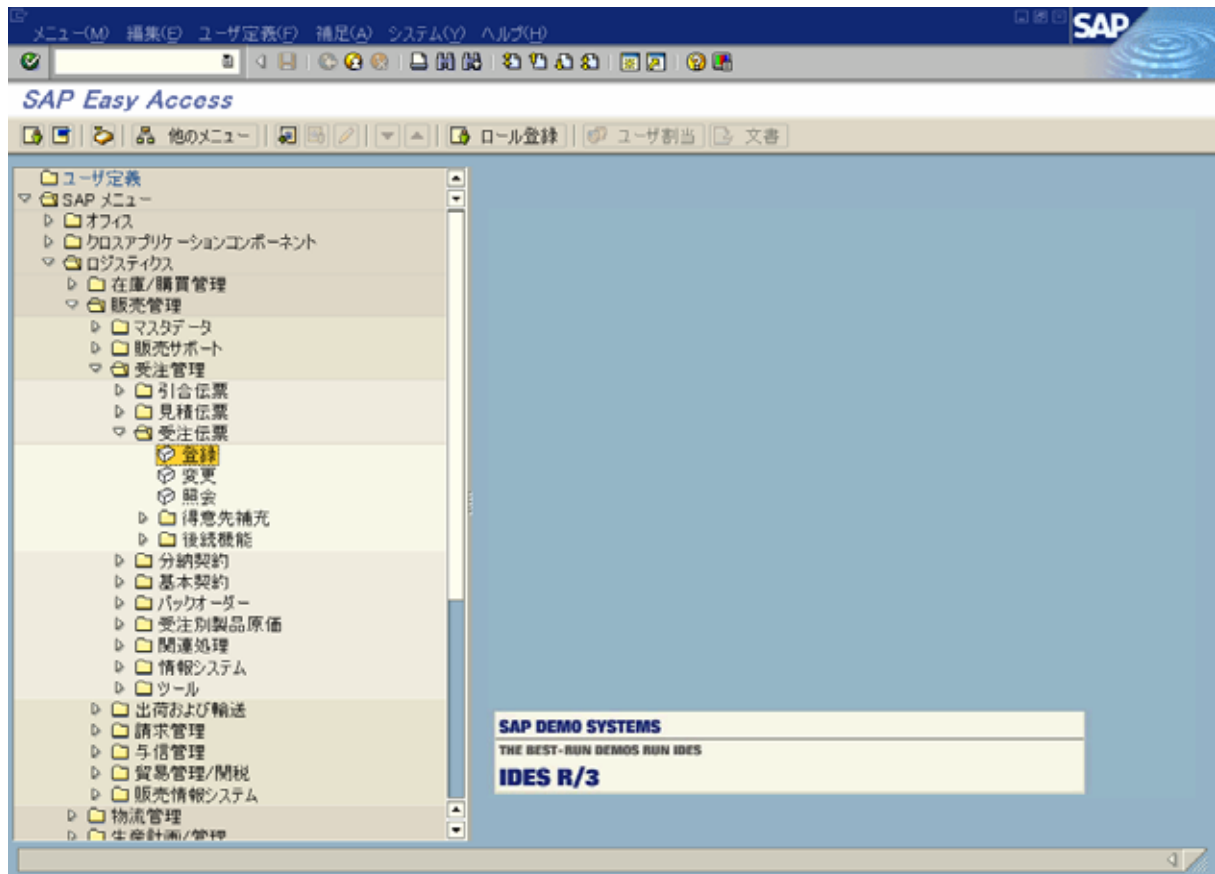 メニュー(M) 編集(E) ユーザ定義(F) 補足(A) システム(Y) ヘルプ(H)
SAP
SAP Easy Access
他のメニュー ロール登録 ユーザ割当 文書
ユーザ定義
SAP メニュー
オフィス
クロスアプリケーションコンポーネント
ロジスティクス
在庫/購買管理
販売管理
マスタデータ
販売サポート
受注管理
引合伝票
見積伝票
受注伝票
登録
変更
照会
得意先補充
後続機能
分納契約
基本契約
バックオーダー
受注別製品原価
関連処理
情報システム
ツール
出荷および輸送
請求管理
与信管理
貿易管理/関税
販売情報システム
物流管理
生産計画/管理
SAP DEMO SYSTEMS
THE BEST-RUN DEMOS RUN IDES
IDES R/3